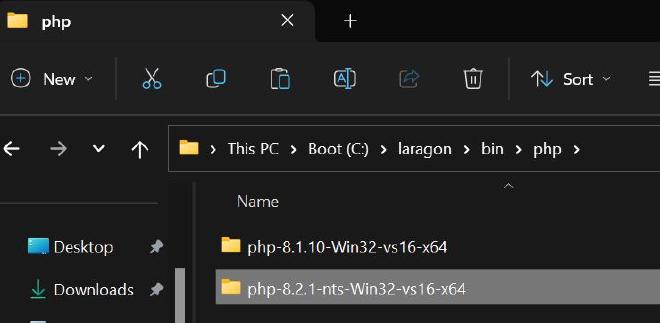 php
New
Sort
This PC > Boot (C:) > laragon > bin > php >
Name
Desktop
Downloads
php-8.1.10-Win32-vs16-x64
php-8.2.1-nts-Win32-vs16-x64